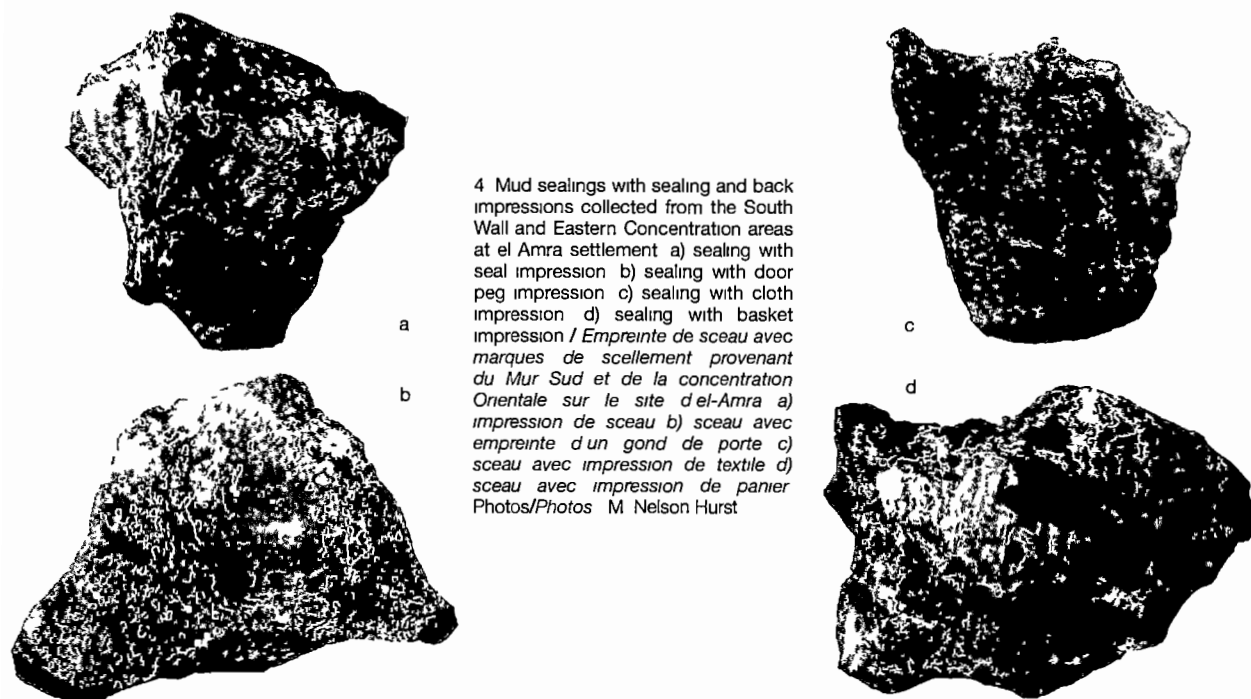 4 Mud sealings with sealing and back
impressions collected from the South
Wall and Eastern Concentration areas
at el Amra settlement a) sealing with
seal impression b) sealing with door
peg impression c) sealing with cloth
impression d) sealing with basket
impression / Empreinte de sceau avec
marques de scellement provenant
du Mur Sud et de la concentration
Orientale sur le site d el-Amra a)
impression de sceau b) sceau avec
empreinte d un gond de porte c)
sceau avec impression de textile d)
sceau avec impression de panier
Photos/Photos M Nelson Hurst
a
b
c
d